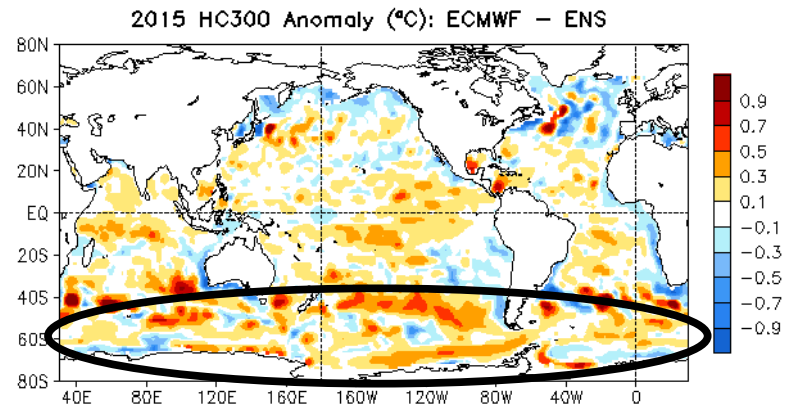 2015 HC300 Anomaly (°C): ECMWF – ENS
80N
60N
40N
20N
EQ
20S
40S
60S
80S
40E 80E 120E 160E 160W 120W 80W 40W 0
0.9
0.7
0.5
0.3
0.1
−0.1
−0.3
−0.5
−0.7
−0.9